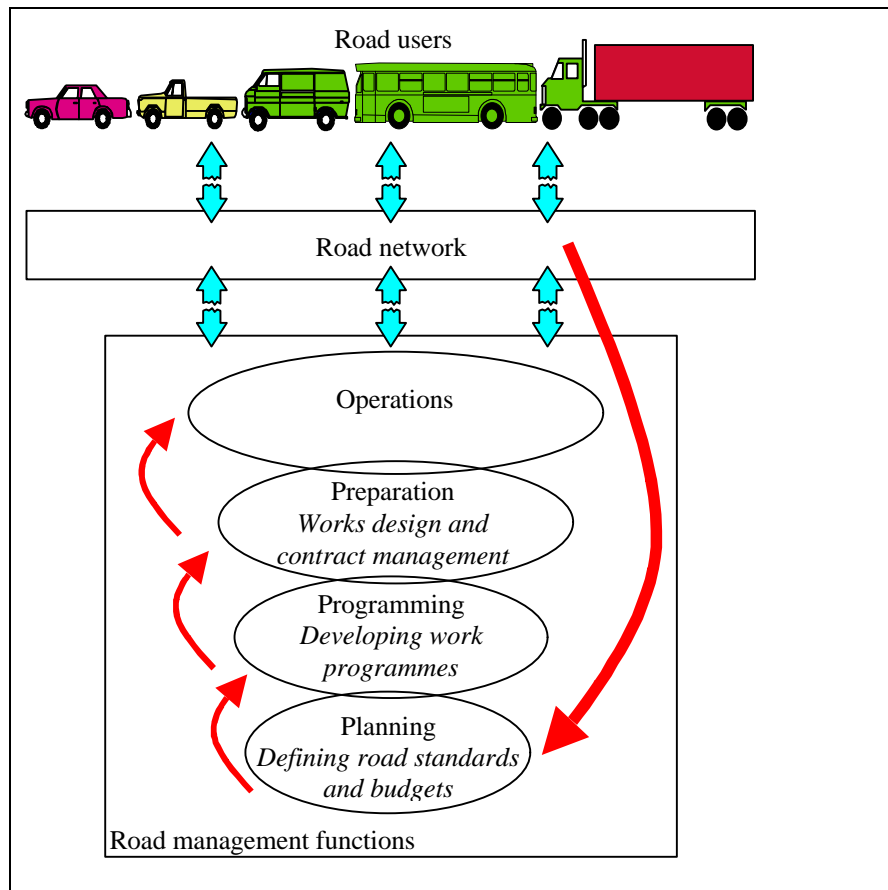 Road users
Road network
Operations
Preparation
Works design and
contract management
Programming
Developing work
programmes
Planning
Defining road standards
and budgets
Road management functions